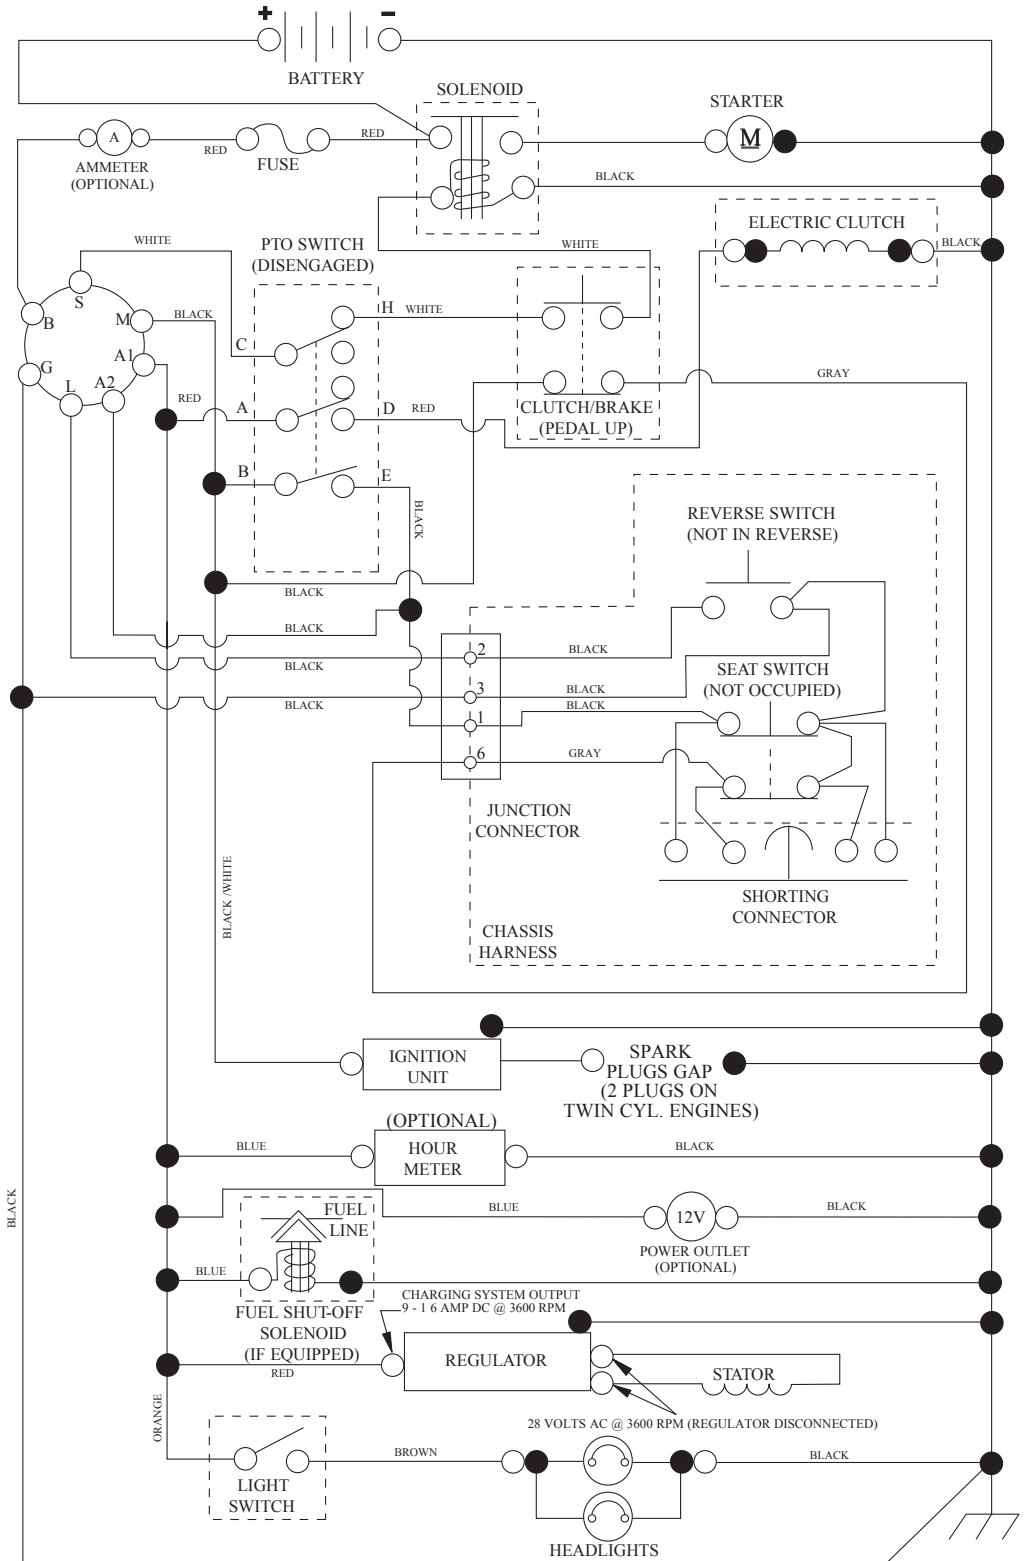 +
−
BATTERY
SOLENOID
STARTER
A
RED
FUSE
RED
M
AMMETER
(OPTIONAL)
BLACK
ELECTRIC CLUTCH
WHITE
PTO SWITCH
(DISENGAGED)
WHITE
BLACK
S
B
M
BLACK
H
WHITE
G
A1
C
L
A2
RED
A
D
RED
GRAY
CLUTCH/BRAKE
(PEDAL UP)
B
E
BLACK
REVERSE SWITCH
(NOT IN REVERSE)
BLACK
BLACK
2
BLACK
BLACK
SEAT SWITCH
(NOT OCCUPIED)
3
BLACK
BLACK
BLACK
1
6
GRAY
JUNCTION
CONNECTOR
BLACK /WHITE
SHORTING
CONNECTOR
CHASSIS
HARNESS
IGNITION
UNIT
SPARK
PLUGS GAP
(2 PLUGS ON
TWIN CYL. ENGINES)
(OPTIONAL)
HOUR
METER
BLUE
BLACK
BLACK
FUEL
LINE
BLUE
12V
BLACK
POWER OUTLET
(OPTIONAL)
BLUE
FUEL SHUT-OFF
SOLENOID
(IF EQUIPPED)
CHARGING SYSTEM OUTPUT
9 - 1 6 AMP DC @ 3600 RPM
RED
REGULATOR
STATOR
ORANGE
28 VOLTS AC @ 3600 RPM (REGULATOR DISCONNECTED)
BROWN
BLACK
LIGHT
SWITCH
HEADLIGHTS